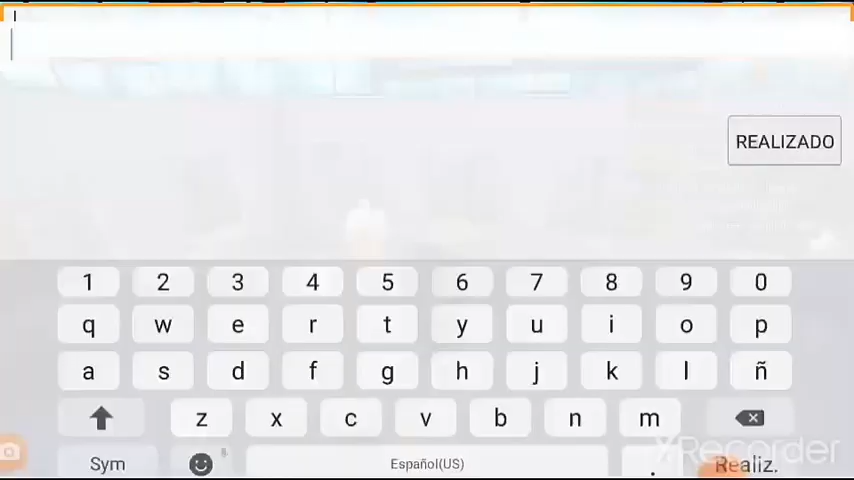 REALIZADO
1 2 3 4 5 6 7 8 9 0
q w e r t y u i o p
a s d f g h j k l ñ
z x c v b n m
Sym Español(US) . Realiz.
XRecorder